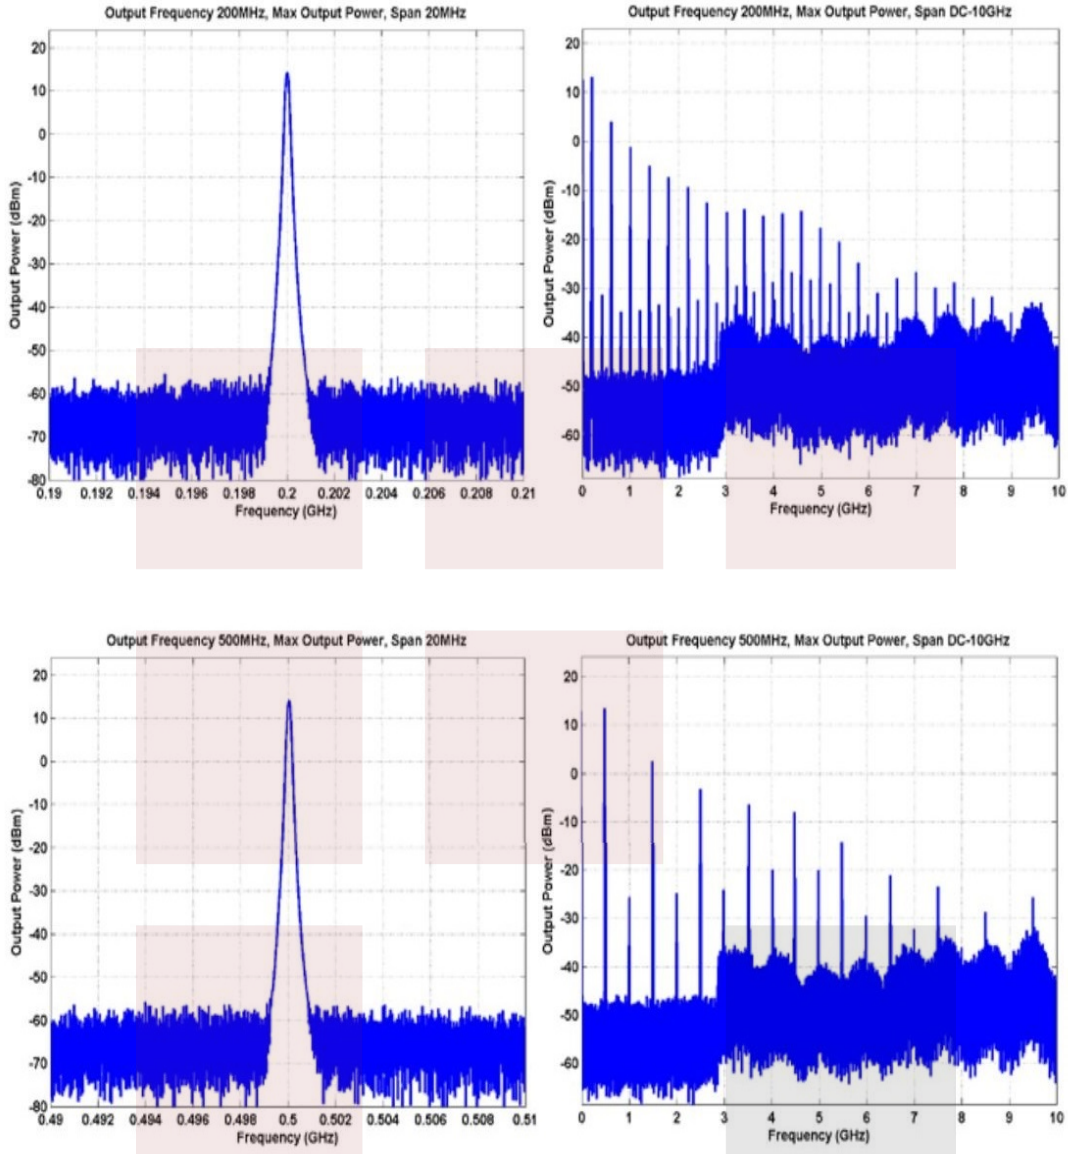 Output Frequency 200MHz, Max Output Power, Span 20MHz
Output Power (dBm)
20
10
0
-10
-20
-30
-40
-50
-60
-70
-80
0.19 0.192 0.194 0.196 0.198 0.2 0.202 0.204 0.206 0.208 0.21
Frequency (GHz)
Output Frequency 200MHz, Max Output Power, Span DC-10GHz
Output Power (dBm)
20
10
0
-10
-20
-30
-40
-50
-60
0 1 2 3 4 5 6 7 8 9 10
Frequency (GHz)
Output Frequency 500MHz, Max Output Power, Span 20MHz
Output Power (dBm)
20
10
0
-10
-20
-30
-40
-50
-60
-70
-80
0.49 0.492 0.494 0.496 0.498 0.5 0.502 0.504 0.506 0.508 0.51
Frequency (GHz)
Output Frequency 500MHz, Max Output Power, Span DC-10GHz
Output Power (dBm)
20
10
0
-10
-20
-30
-40
-50
-60
0 1 2 3 4 5 6 7 8 9 10
Frequency (GHz)